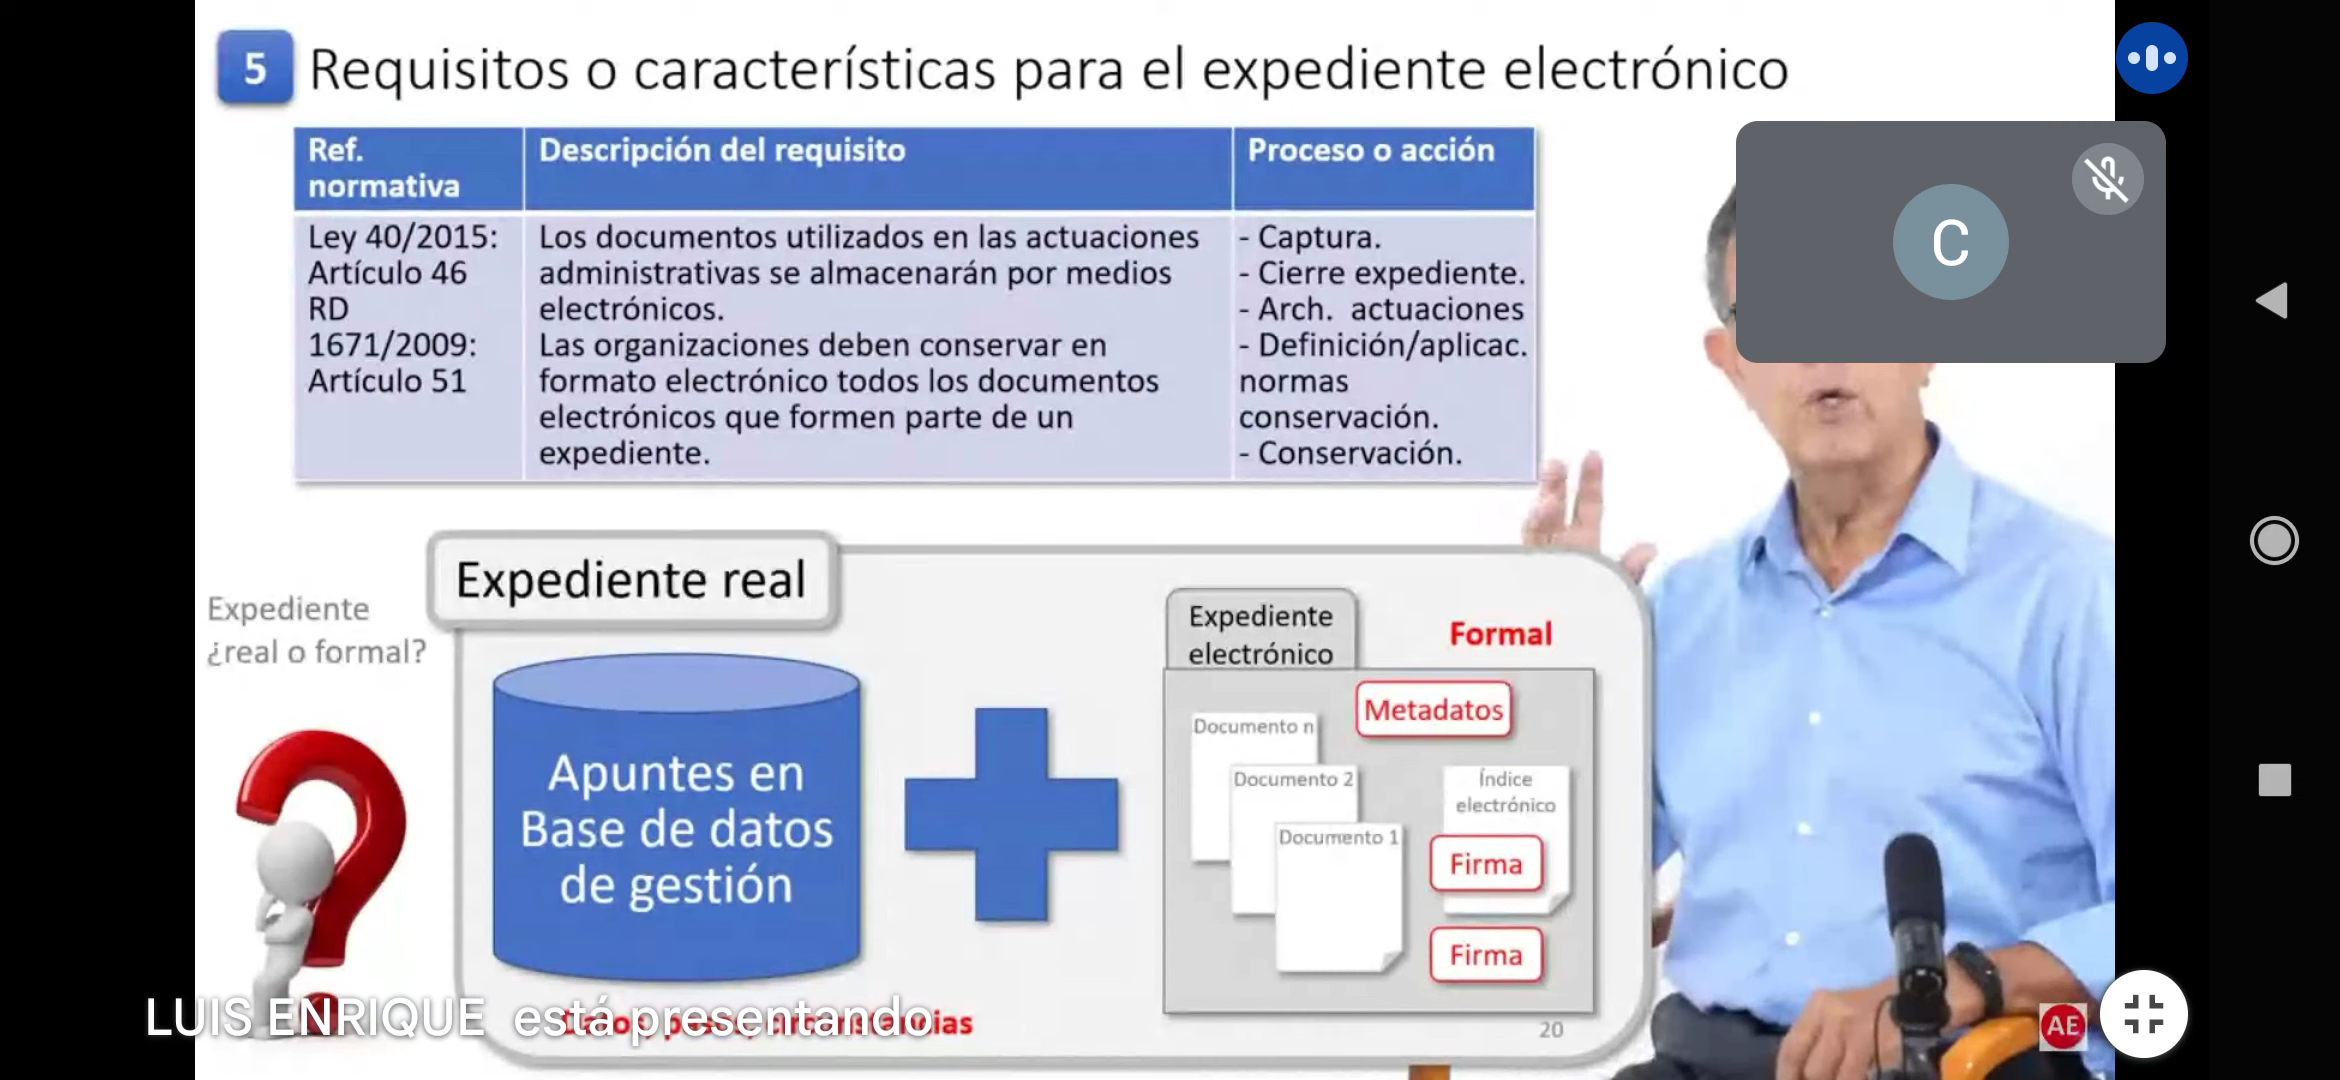 5 Requisitos o características para el expediente electrónico
Ref.
normativa
Descripción del requisito
Proceso o acción
Ley 40/2015:
Artículo 46
RD
1671/2009:
Artículo 51
Los documentos utilizados en las actuaciones
administrativas se almacenarán por medios
electrónicos.
Las organizaciones deben conservar en
formato electrónico todos los documentos
electrónicos que formen parte de un
expediente.
- Captura.
- Cierre expediente.
- Arch. actuaciones
- Definición/aplicac.
normas
conservación.
- Conservación.
C
Expediente
¿real o formal?
Expediente real
Apuntes en
Base de datos
de gestión
Expediente
electrónico
Formal
Metadatos
Documento n
Documento 2
Documento 1
Índice
electrónico
Firma
Firma
LUIS ENRIQUE está presentando
20
AE